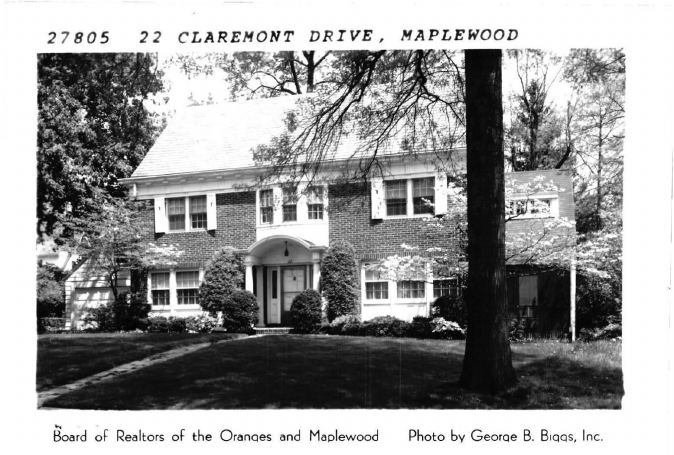 27805 22 CLAREMONT DRIVE, MAPLEWOOD
Board of Realtors of the Oranges and Maplewood Photo by George B. Biggs, Inc.